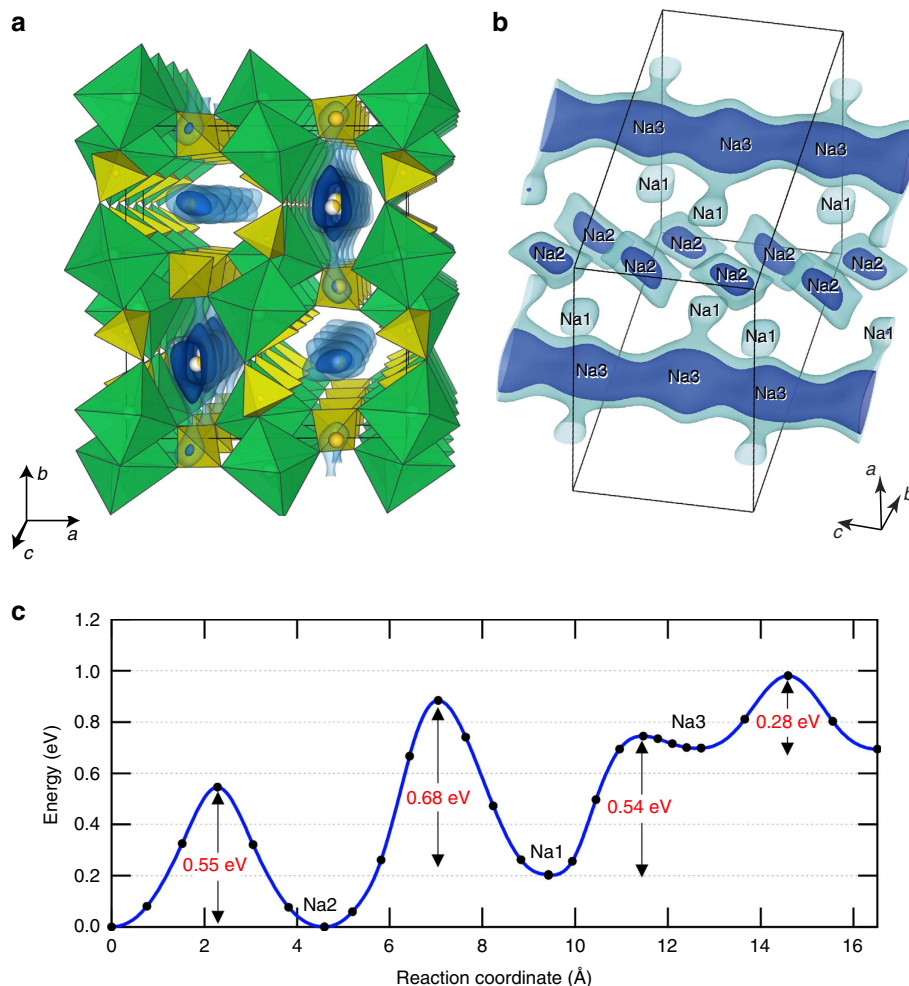 a
b
Na3
Na3
Na3
Na1
Na1
Na1
Na2
Na2
Na2
Na2
Na2
Na2
Na2
Na2
Na1
Na1
Na1
Na3
Na3
Na3
b
a
c
a
b
c
c
1.2
1.0
0.8
0.6
0.4
0.2
0.0
Energy (eV)
0.55 eV
Na2
0.68 eV
Na1
0.54 eV
Na3
0.28 eV
0 2 4 6 8 10 12 14 16
Reaction coordinate (Å)